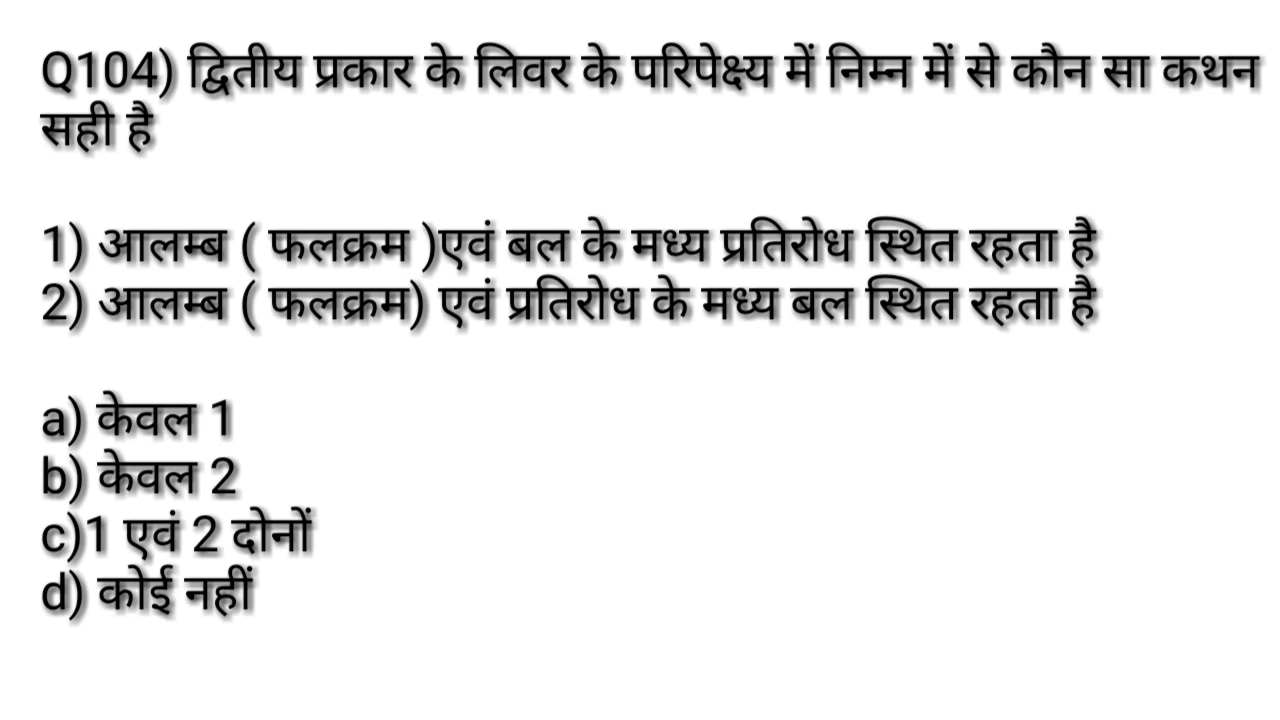 Q104) द्वितीय प्रकार के लिवर के परिपेक्ष्य में निम्न में से कौन सा कथन
सही है
1) आलम्ब ( फलक्रम )एवं बल के मध्य प्रतिरोध स्थित रहता है
2) आलम्ब ( फलक्रम) एवं प्रतिरोध के मध्य बल स्थित रहता है
a) केवल 1
b) केवल 2
c)1 एवं 2 दोनों
d) कोई नहीं